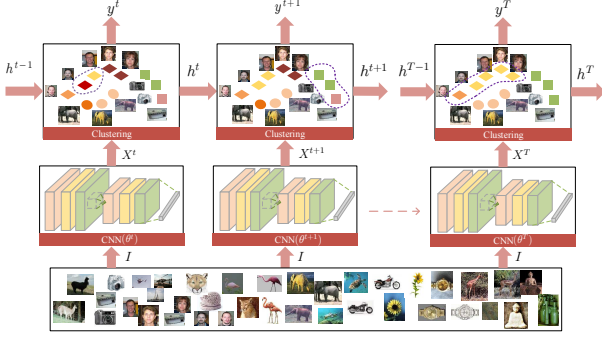 y^t y^{t+1} y^T
h^{t-1} h^t h^{t+1} h^{T-1} h^T
Clustering Clustering Clustering
X^t X^{t+1} X^T
CNN(θ^t) CNN(θ^{t+1}) CNN(θ^T)
I I I